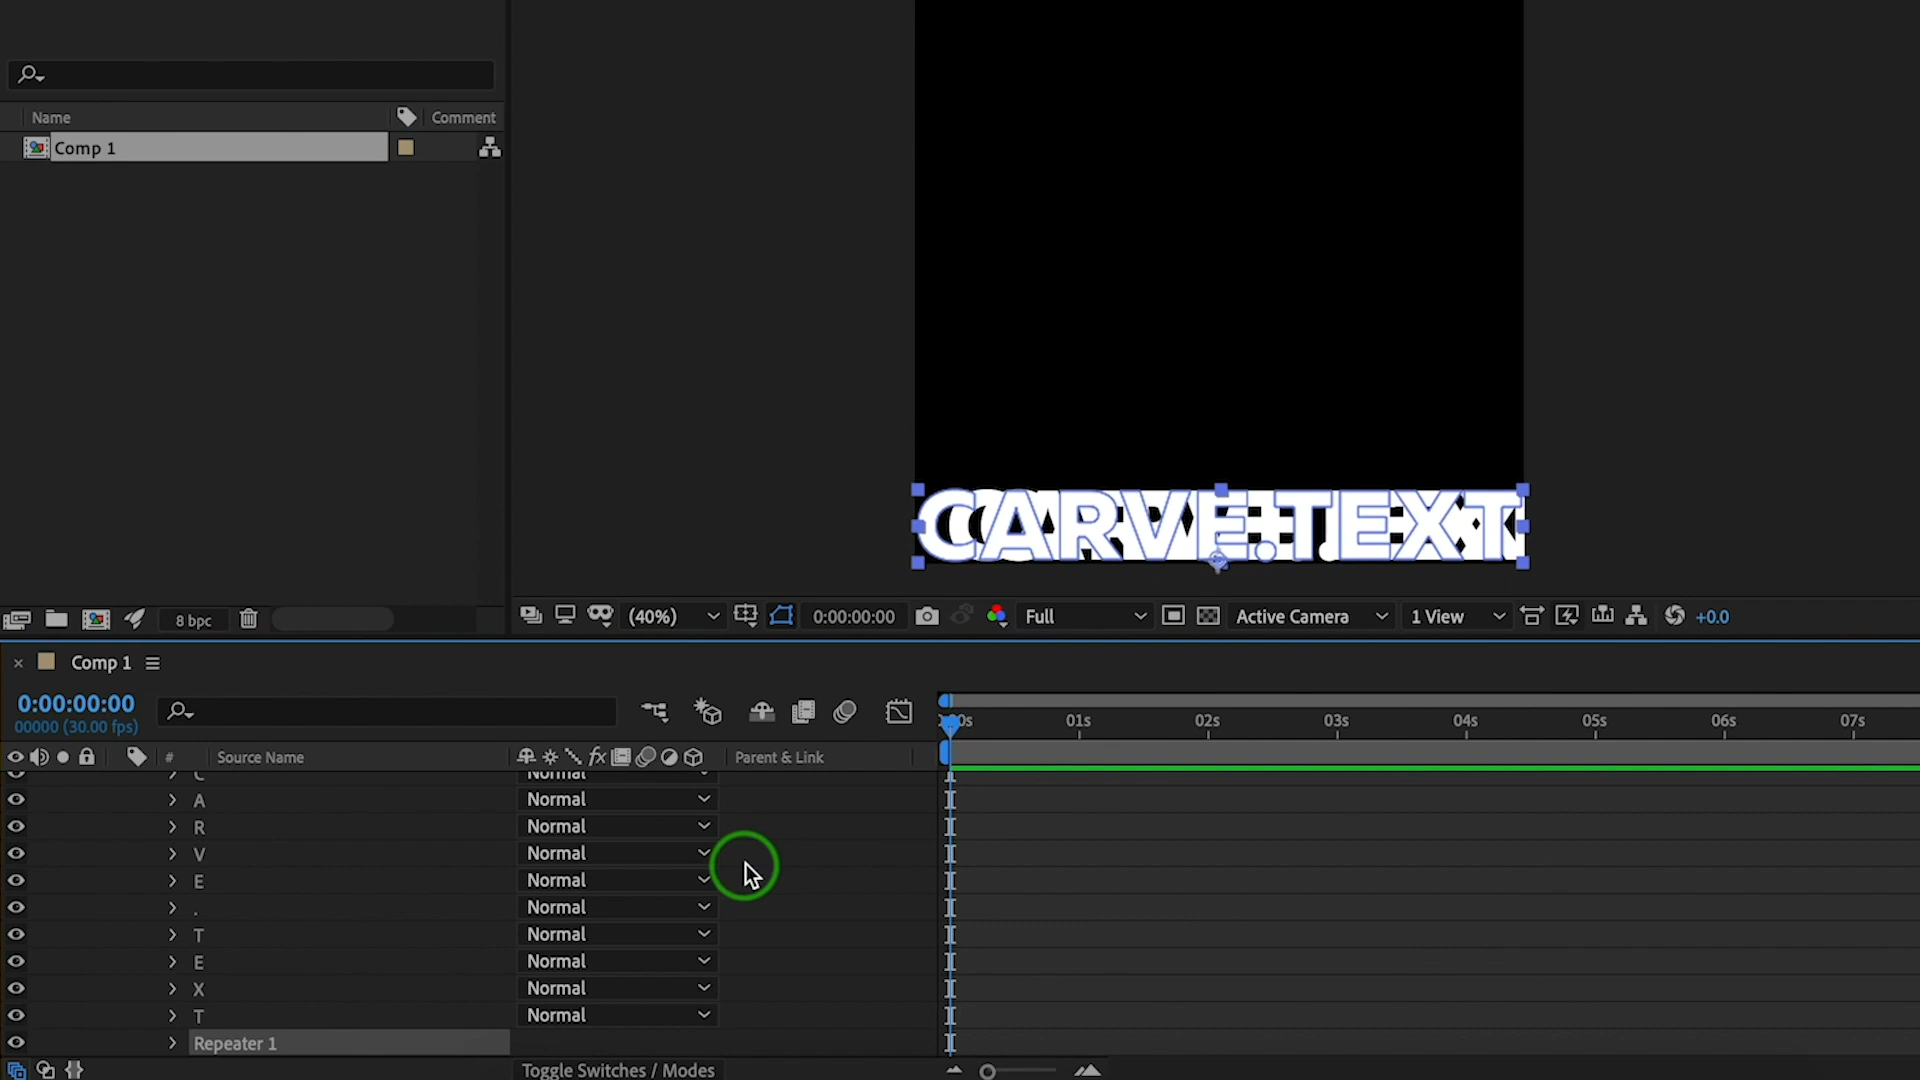 Name Comment
Comp 1
CARVE.TEXT
8 bpc
(40%) 0:00:00:00 Full Active Camera 1 View +0.0
× Comp 1
0:00:00:00
00000 (30.00 fps)
# Source Name fx Parent & Link
01s 02s 03s 04s 05s 06s 07s
C Normal
A Normal
R Normal
V Normal
E Normal
. Normal
T Normal
E Normal
X Normal
T Normal
Repeater 1
Toggle Switches / Modes